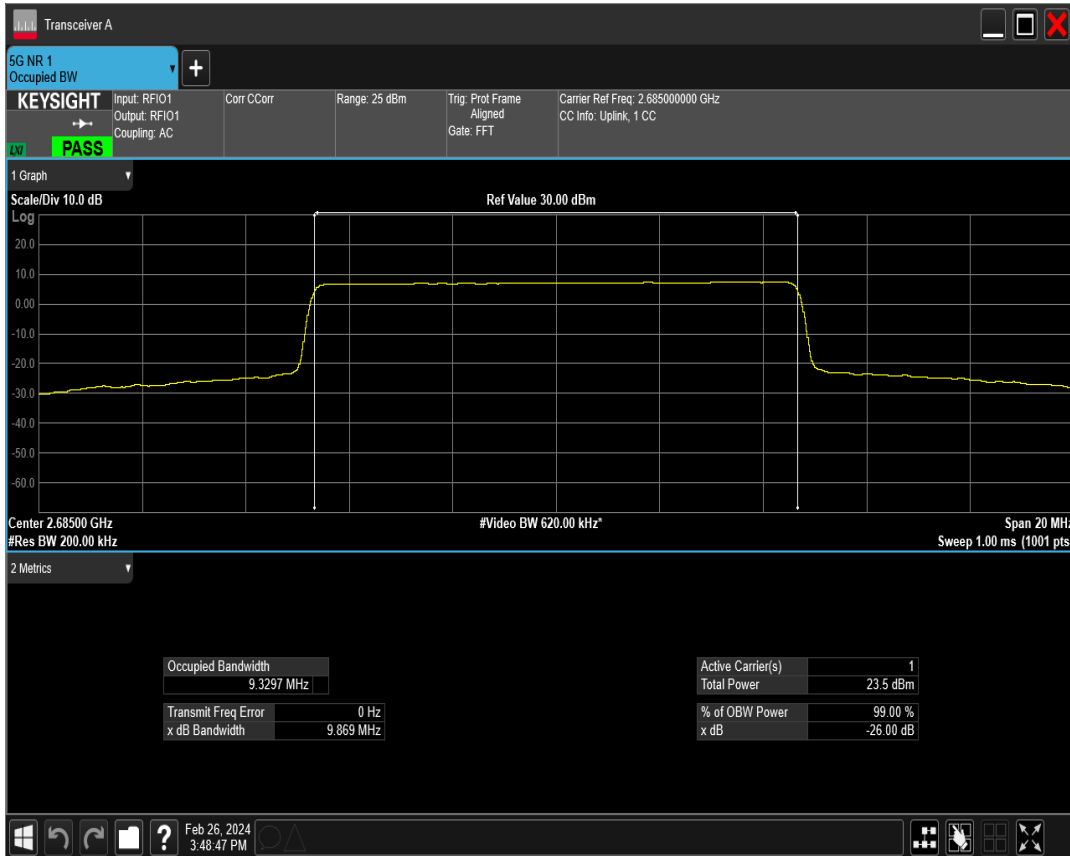 Transceiver A
5G NR 1
Occupied BW
KEYSIGHT
LXI
PASS
Input: RFIO1
Output: RFIO1
Coupling: AC
Corr CCorr
Range: 25 dBm
Trig: Prot Frame
Aligned
Gate: FFT
Carrier Ref Freq: 2.685000000 GHz
CC Info: Uplink, 1 CC
1 Graph
Scale/Div 10.0 dB
Ref Value 30.00 dBm
Log
20.0
10.0
0.00
-10.0
-20.0
-30.0
-40.0
-50.0
-60.0
Center 2.68500 GHz
#Video BW 620.00 kHz*
Span 20 MHz
#Res BW 200.00 kHz
Sweep 1.00 ms (1001 pts
2 Metrics
Occupied Bandwidth
9.3297 MHz
Transmit Freq Error 0 Hz
x dB Bandwidth 9.869 MHz
Active Carrier(s) 1
Total Power 23.5 dBm
% of OBW Power 99.00 %
x dB -26.00 dB
?
Feb 26, 2024
3:48:47 PM